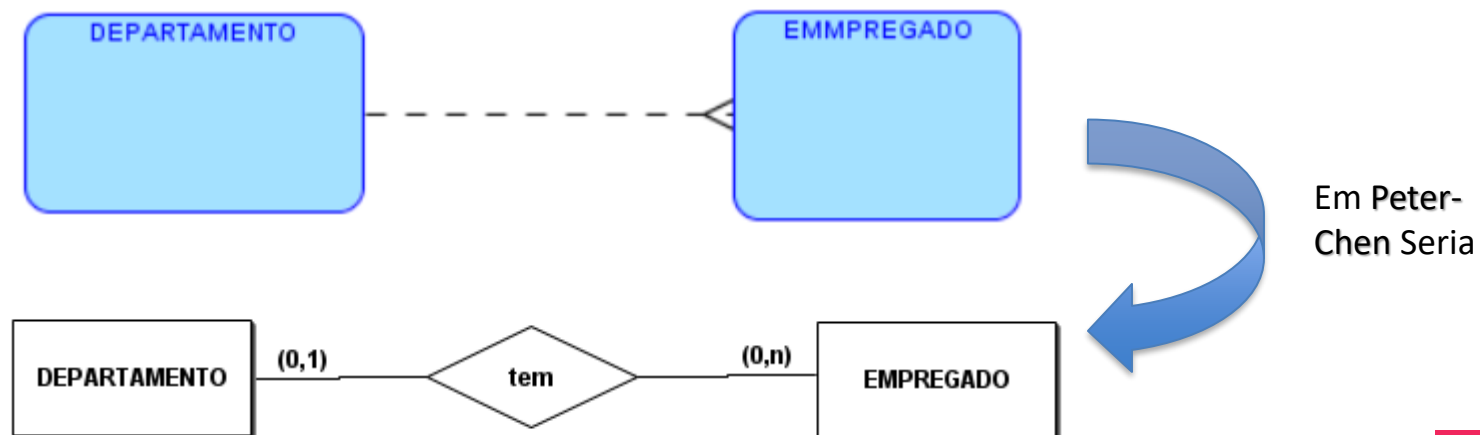 DEPARTAMENTO
EMMPREGADO
Em Peter-
Chen Seria
DEPARTAMENTO
(0,1)
tem
(0,n)
EMPREGADO